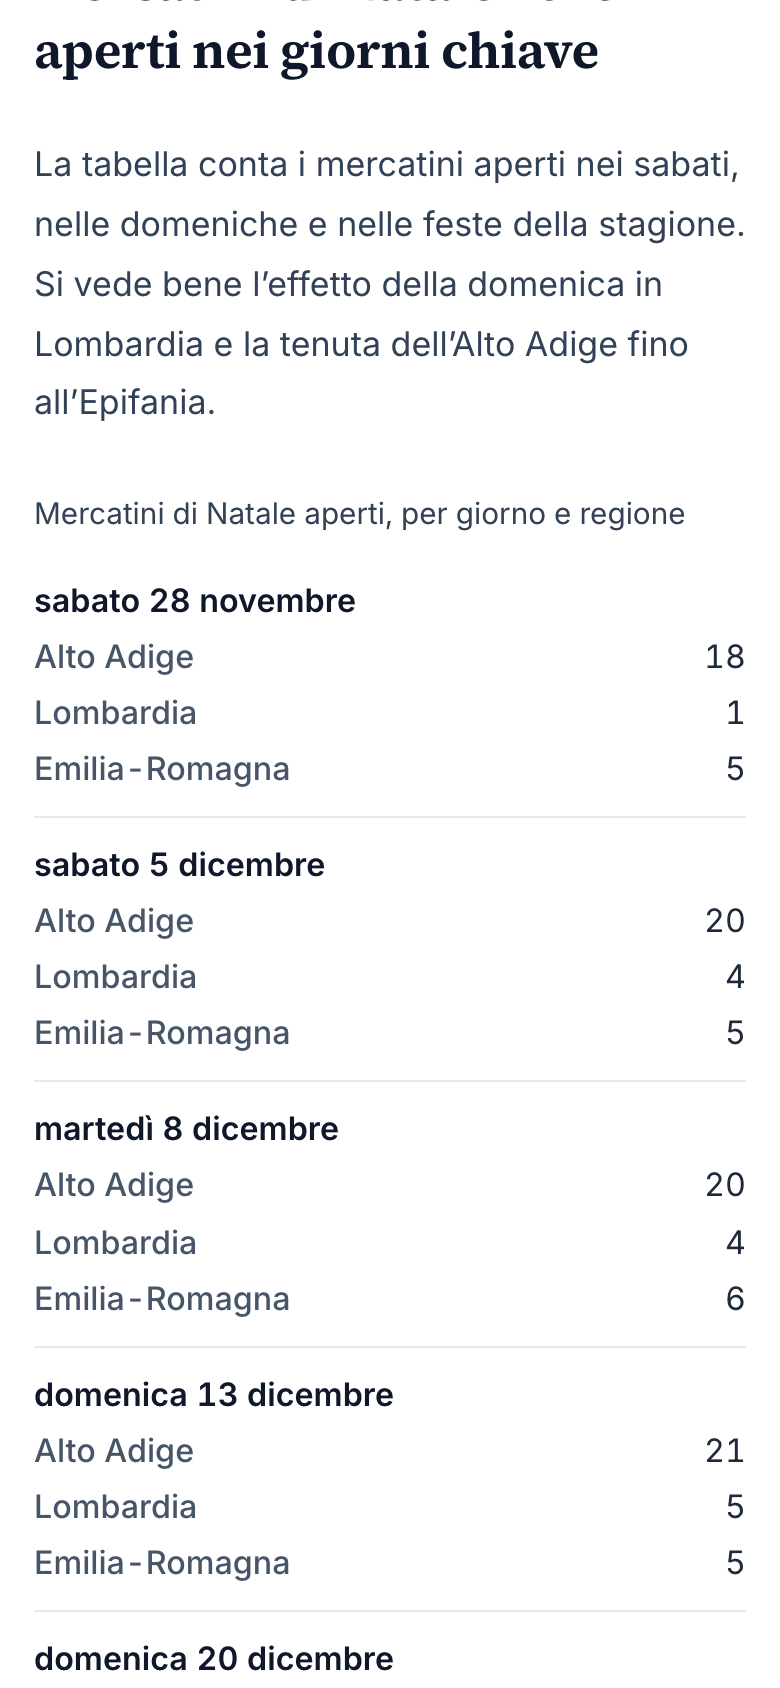 aperti nei giorni chiave
La tabella conta i mercatini aperti nei sabati,
nelle domeniche e nelle feste della stagione.
Si vede bene l’effetto della domenica in
Lombardia e la tenuta dell’Alto Adige fino
all’Epifania.
Mercatini di Natale aperti, per giorno e regione
sabato 28 novembre
Alto Adige 18
Lombardia 1
Emilia-Romagna 5
sabato 5 dicembre
Alto Adige 20
Lombardia 4
Emilia-Romagna 5
martedì 8 dicembre
Alto Adige 20
Lombardia 4
Emilia-Romagna 6
domenica 13 dicembre
Alto Adige 21
Lombardia 5
Emilia-Romagna 5
domenica 20 dicembre